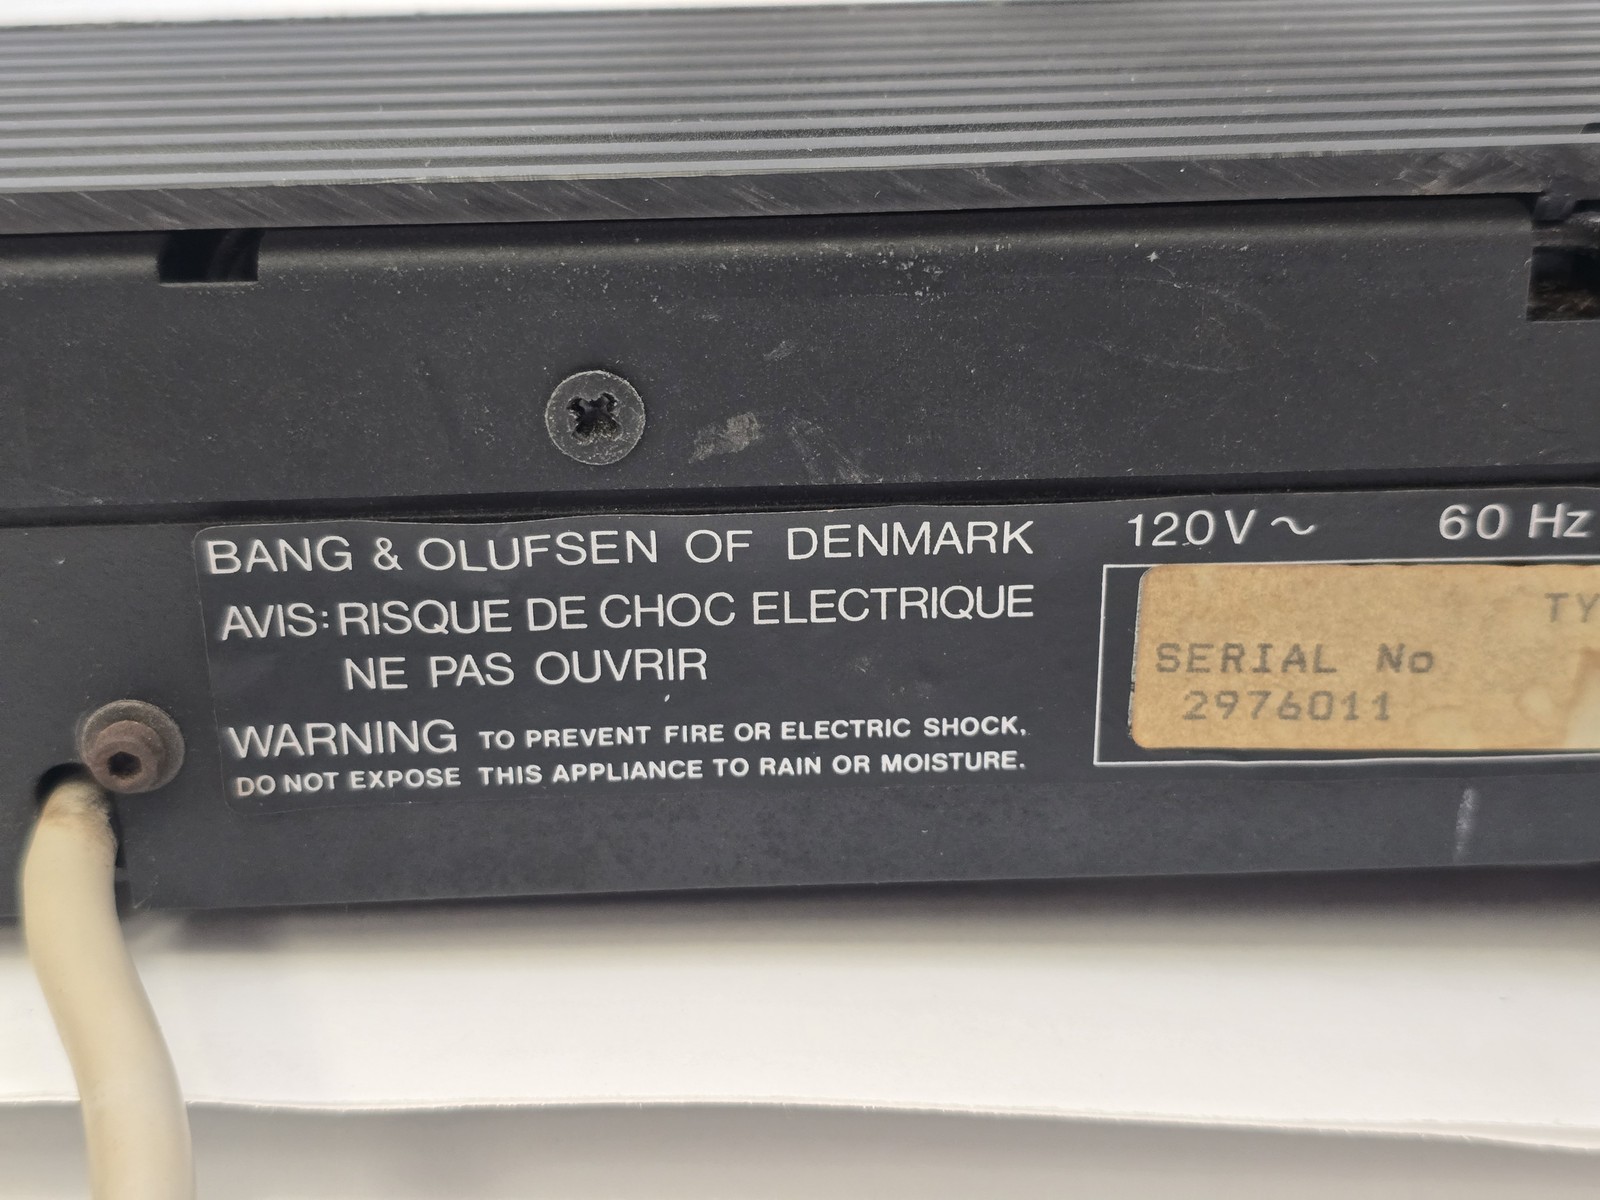 BANG & OLUFSEN OF DENMARK
AVIS: RISQUE DE CHOC ELECTRIQUE
NE PAS OUVRIR
WARNING TO PREVENT FIRE OR ELECTRIC SHOCK,
DO NOT EXPOSE THIS APPLIANCE TO RAIN OR MOISTURE.
120V ~ 60 Hz
TY
SERIAL No
2976011